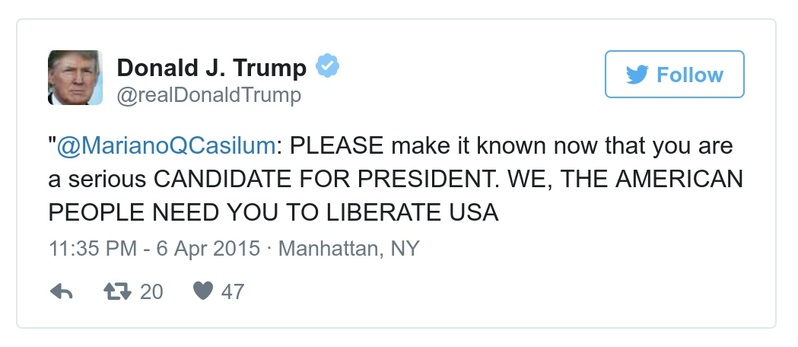 Donald J. Trump
Follow
@realDonaldTrump
"@MarianoQCasilum: PLEASE make it known now that you are
a serious CANDIDATE FOR PRESIDENT. WE, THE AMERICAN
PEOPLE NEED YOU TO LIBERATE USA
11:35 PM - 6 Apr 2015 · Manhattan, NY
20 47